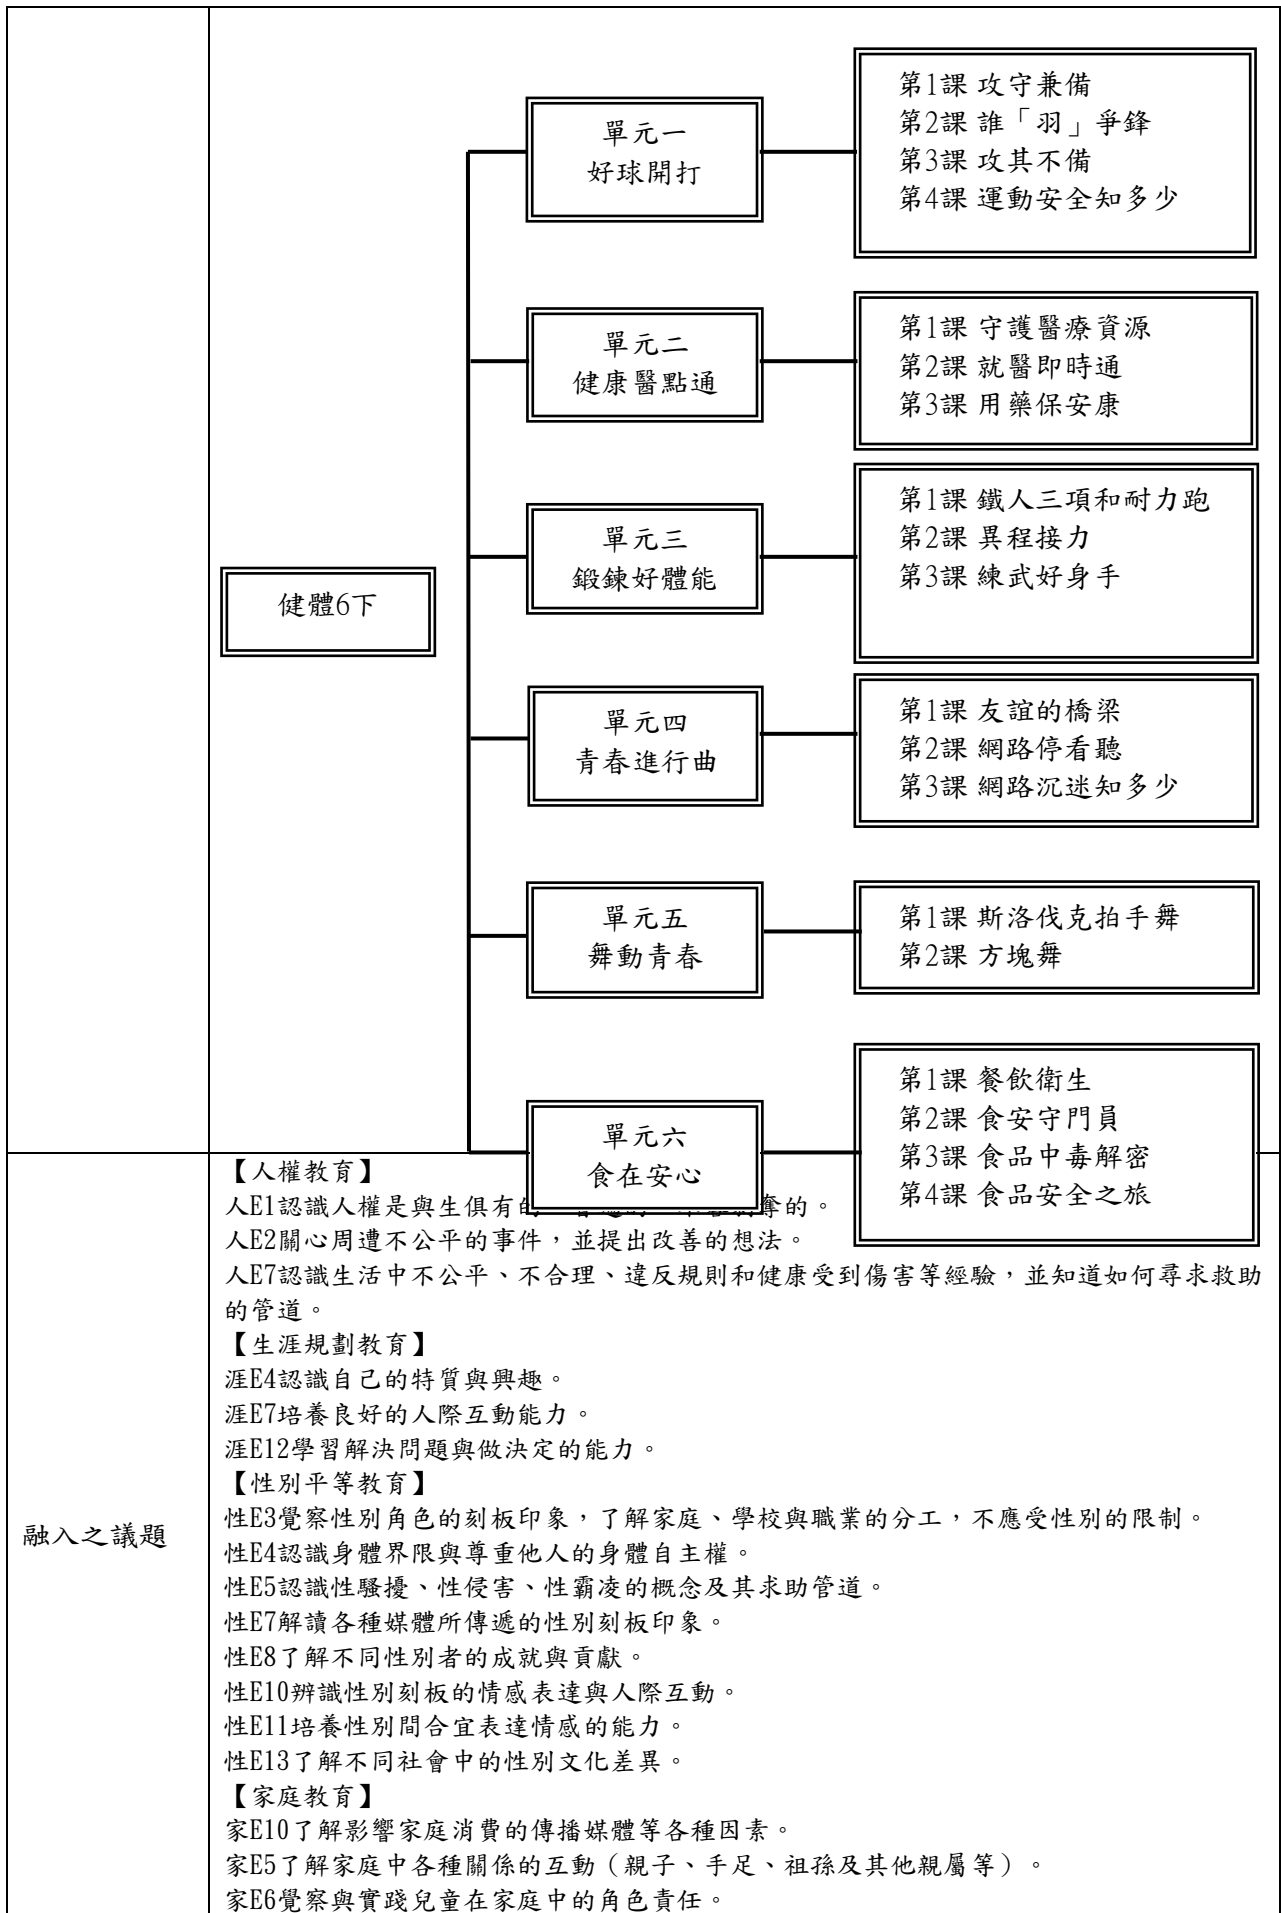 健體6下
單元一
好球開打
第1課 攻守兼備
第2課 誰「羽」爭鋒
第3課 攻其不備
第4課 運動安全知多少
單元二
健康醫點通
第1課 守護醫療資源
第2課 就醫即時通
第3課 用藥保安康
單元三
鍛鍊好體能
第1課 鐵人三項和耐力跑
第2課 異程接力
第3課 練武好身手
單元四
青春進行曲
第1課 友誼的橋梁
第2課 網路停看聽
第3課 網路沉迷知多少
單元五
舞動青春
第1課 斯洛伐克拍手舞
第2課 方塊舞
單元六
食在安心
第1課 餐飲衛生
第2課 食安守門員
第3課 食品中毒解密
第4課 食品安全之旅
融入之議題
【人權教育】
人E1認識人權是與生俱有的 奪的。
人E2關心周遭不公平的事件，並提出改善的想法。
人E7認識生活中不公平、不合理、違反規則和健康受到傷害等經驗，並知道如何尋求救助
的管道。
【生涯規劃教育】
涯E4認識自己的特質與興趣。
涯E7培養良好的人際互動能力。
涯E12學習解決問題與做決定的能力。
【性別平等教育】
性E3覺察性別角色的刻板印象，了解家庭、學校與職業的分工，不應受性別的限制。
性E4認識身體界限與尊重他人的身體自主權。
性E5認識性騷擾、性侵害、性霸凌的概念及其求助管道。
性E7解讀各種媒體所傳遞的性別刻板印象。
性E8了解不同性別者的成就與貢獻。
性E10辨識性別刻板的情感表達與人際互動。
性E11培養性別間合宜表達情感的能力。
性E13了解不同社會中的性別文化差異。
【家庭教育】
家E10了解影響家庭消費的傳播媒體等各種因素。
家E5了解家庭中各種關係的互動（親子、手足、祖孫及其他親屬等）。
家E6覺察與實踐兒童在家庭中的角色責任。